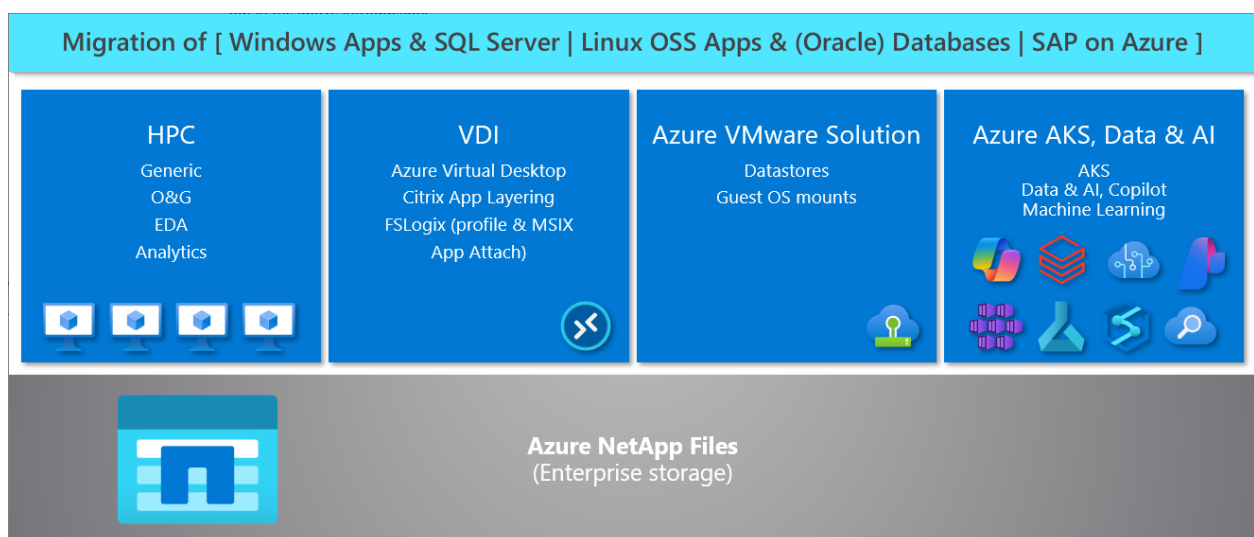 Migration of [ Windows Apps & SQL Server | Linux OSS Apps & (Oracle) Databases | SAP on Azure ]
HPC
Generic
O&G
EDA
Analytics
VDI
Azure Virtual Desktop
Citrix App Layering
FSLogix (profile & MSIX
App Attach)
Azure VMware Solution
Datastores
Guest OS mounts
Azure AKS, Data & AI
AKS
Data & AI, Copilot
Machine Learning
Azure NetApp Files
(Enterprise storage)